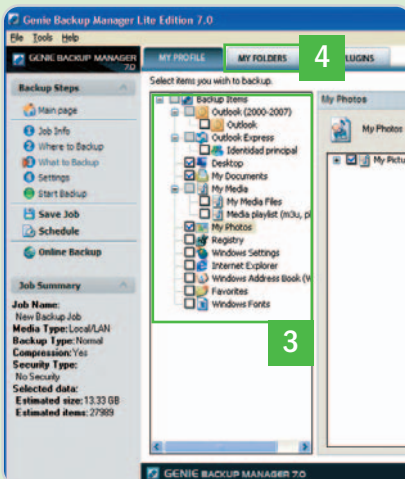 Genie Backup Manager Lite Edition 7.0
File Tools Help
GENIE BACKUP MANAGER 7.0
MY PROFILE
MY FOLDERS
4
PLUGINS
Backup Steps
Main page
Job Info
Where to Backup
What to Backup
Settings
Start Backup
Save Job
Schedule
Online Backup
Job Summary
Job Name:
New Backup Job
Media Type: Local/LAN
Backup Type: Normal
Compression: Yes
Security Type:
No Security
Selected data:
Estimated size: 13.33 GB
Estimated items: 27989
Select items you wish to backup.
Backup Items
Outlook (2000-2007)
Outlook
Outlook Express
Identidad principal
Desktop
My Documents
My Media
My Media Files
Media playlist (m3u, pl
My Photos
Registry
Windows Settings
Internet Explorer
Windows Address Book (W
Favorites
Windows Fonts
3
My Photos
My Photos
My Pictu
GENIE BACKUP MANAGER 7.0